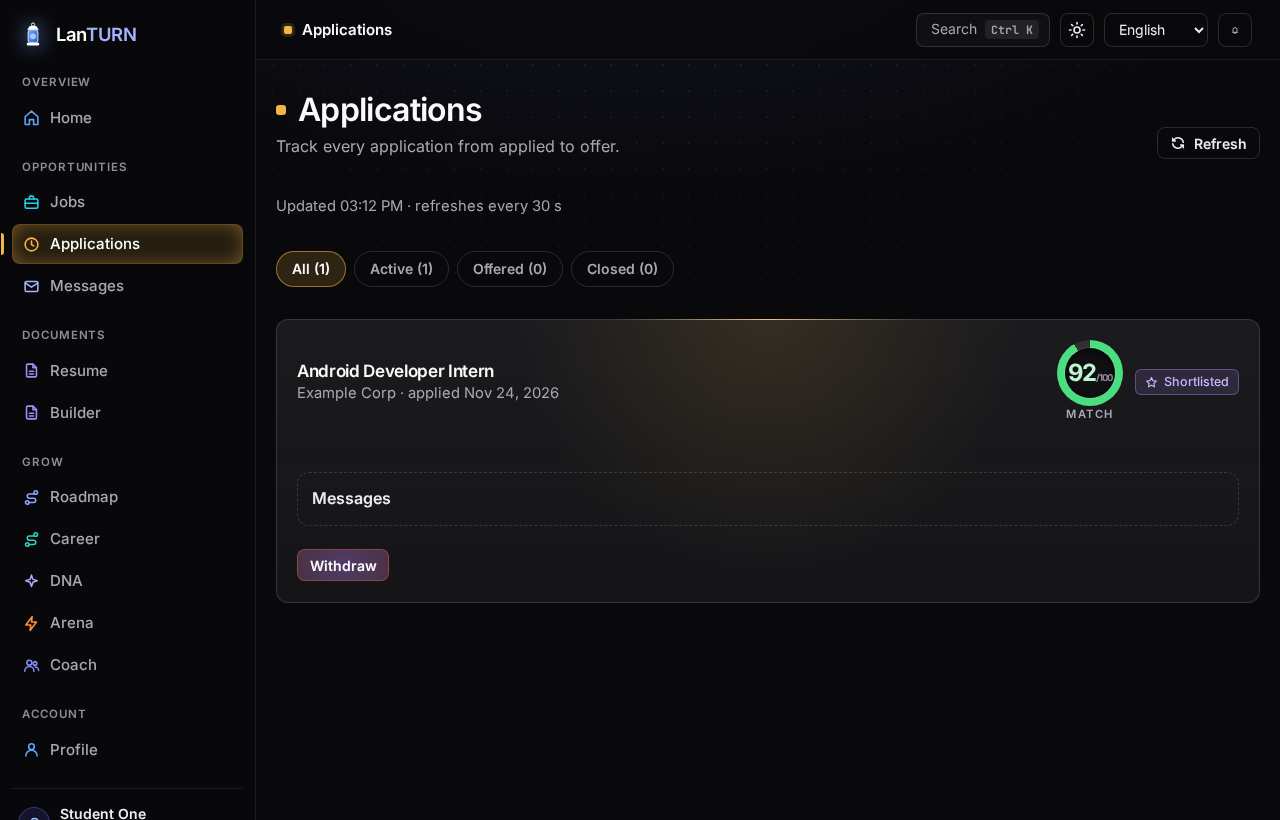 LanTURN
OVERVIEW
Home
OPPORTUNITIES
Jobs
Applications
Messages
DOCUMENTS
Resume
Builder
GROW
Roadmap
Career
DNA
Arena
Coach
ACCOUNT
Profile
Student One
Applications
Search Ctrl K
English
Applications
Track every application from applied to offer.
Refresh
Updated 03:12 PM · refreshes every 30 s
All (1)
Active (1)
Offered (0)
Closed (0)
Android Developer Intern
Example Corp · applied Nov 24, 2026
92/100
MATCH
Shortlisted
Messages
Withdraw